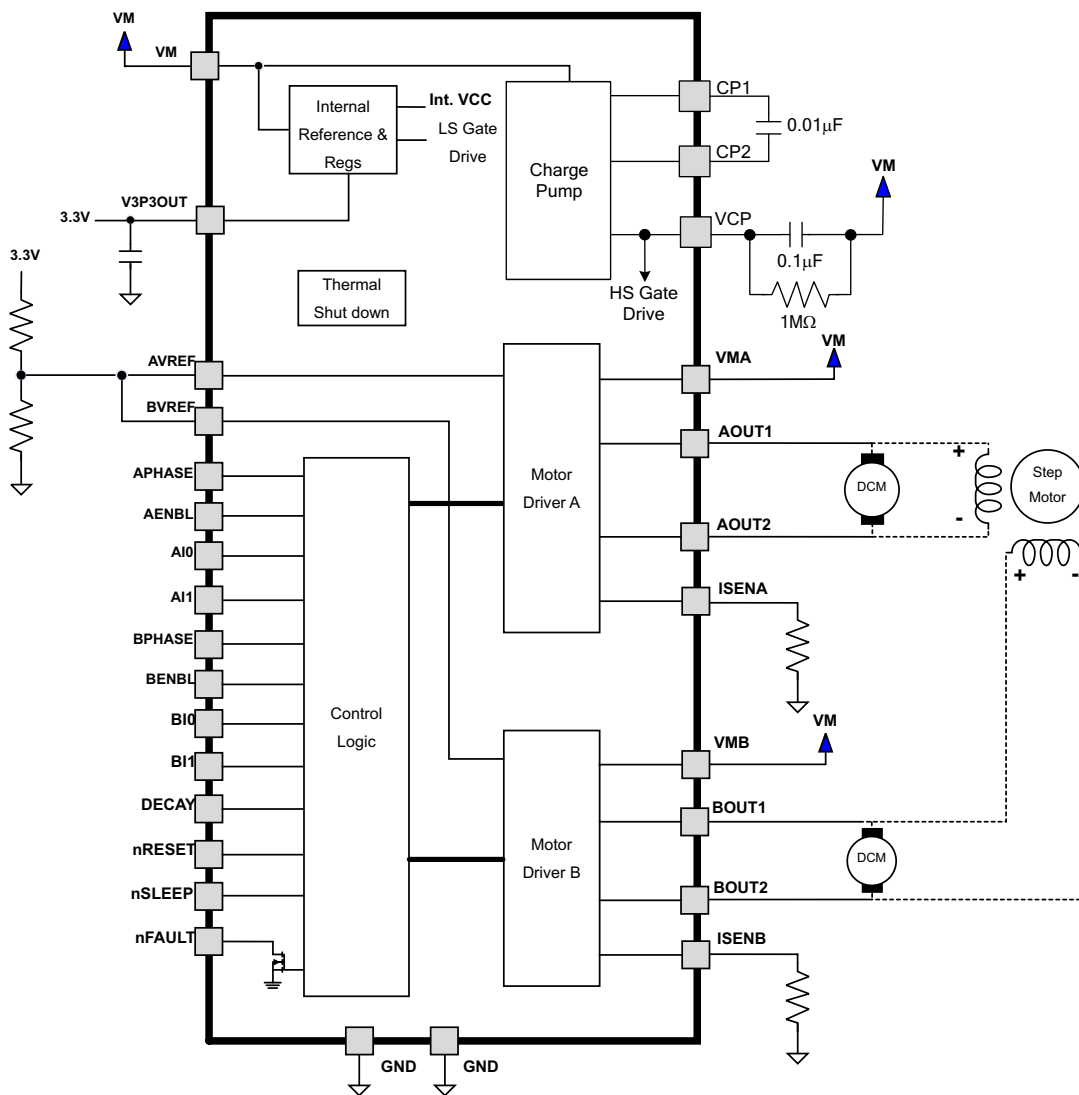 VM
VM
Internal
Reference &
Regs
Int. VCC
LS Gate
Drive
Charge
Pump
CP1
0.01μF
CP2
VM
V3P3OUT
3.3V
VCP
0.1μF
1MΩ
HS Gate
Drive
3.3V
Thermal
Shut down
VM
AVREF
VMA
BVREF
AOUT1
APHASE
Motor
Driver A
DCM
+
-
Step
Motor
AENBL
AOUT2
AI0
+ -
AI1
ISENA
BPHASE
BENBL
Control
Logic
BI0
VM
BI1
VMB
DECAY
BOUT1
nRESET
Motor
Driver B
DCM
nSLEEP
BOUT2
nFAULT
ISENB
GND
GND